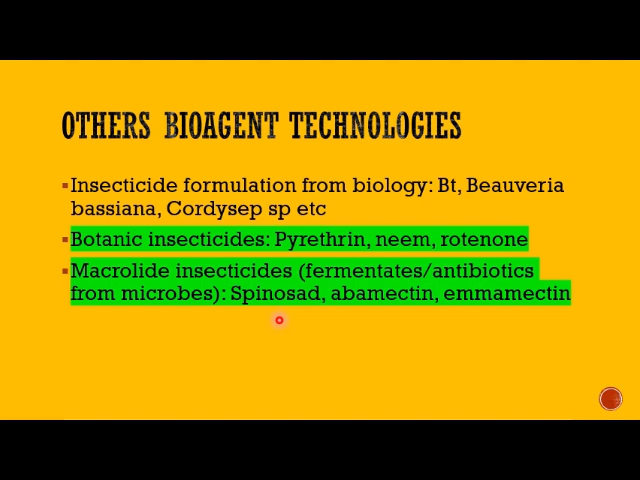 OTHERS BIOAGENT TECHNOLOGIES
▪Insecticide formulation from biology: Bt, Beauveria
bassiana, Cordysep sp etc
▪Botanic insecticides: Pyrethrin, neem, rotenone
▪Macrolide insecticides (fermentates/antibiotics
from microbes): Spinosad, abamectin, emmamectin